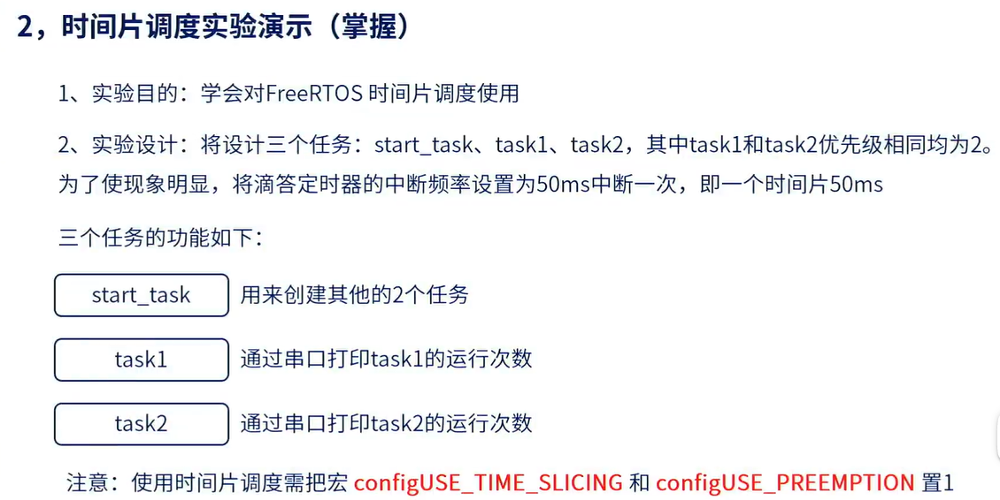 2，时间片调度实验演示（掌握）
1、实验目的：学会对FreeRTOS 时间片调度使用
2、实验设计：将设计三个任务：start_task、task1、task2，其中task1和task2优先级相同均为2。
为了使现象明显，将滴答定时器的中断频率设置为50ms中断一次，即一个时间片50ms
三个任务的功能如下：
start_task 用来创建其他的2个任务
task1 通过串口打印task1的运行次数
task2 通过串口打印task2的运行次数
注意：使用时间片调度需把宏 configUSE_TIME_SLICING 和 configUSE_PREEMPTION 置1